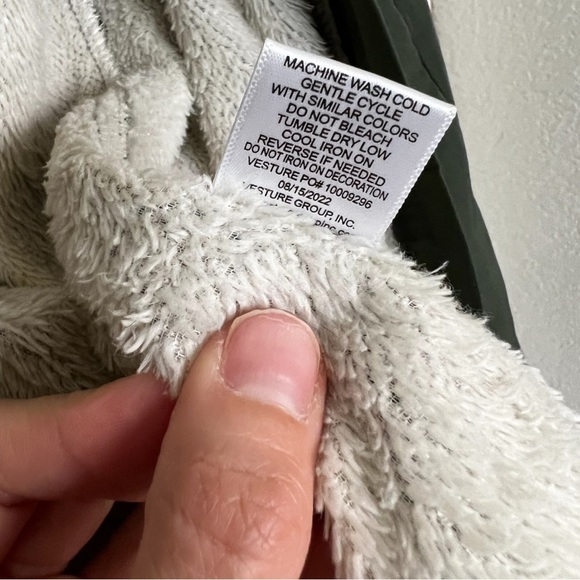 MACHINE WASH COLD
GENTLE CYCLE
WITH SIMILAR COLORS
DO NOT BLEACH
TUMBLE DRY LOW
COOL IRON ON
REVERSE IF NEEDED
DO NOT IRON ON DECORATION
VESTURE PO# 10009296
08/15/2022
VESTURE GROUP, INC.